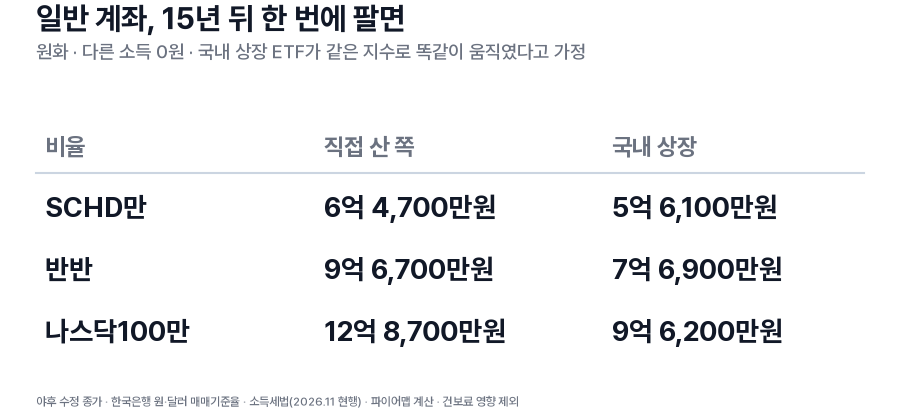 일반 계좌, 15년 뒤 한 번에 팔면
원화 · 다른 소득 0원 · 국내 상장 ETF가 같은 지수로 똑같이 움직였다고 가정
비율 직접 산 쪽 국내 상장
SCHD만 6억 4,700만원 5억 6,100만원
반반 9억 6,700만원 7억 6,900만원
나스닥100만 12억 8,700만원 9억 6,200만원
야후 수정 종가 · 한국은행 원·달러 매매기준율 · 소득세법(2026.11 현행) · 파이어맵 계산 · 건보료 영향 제외